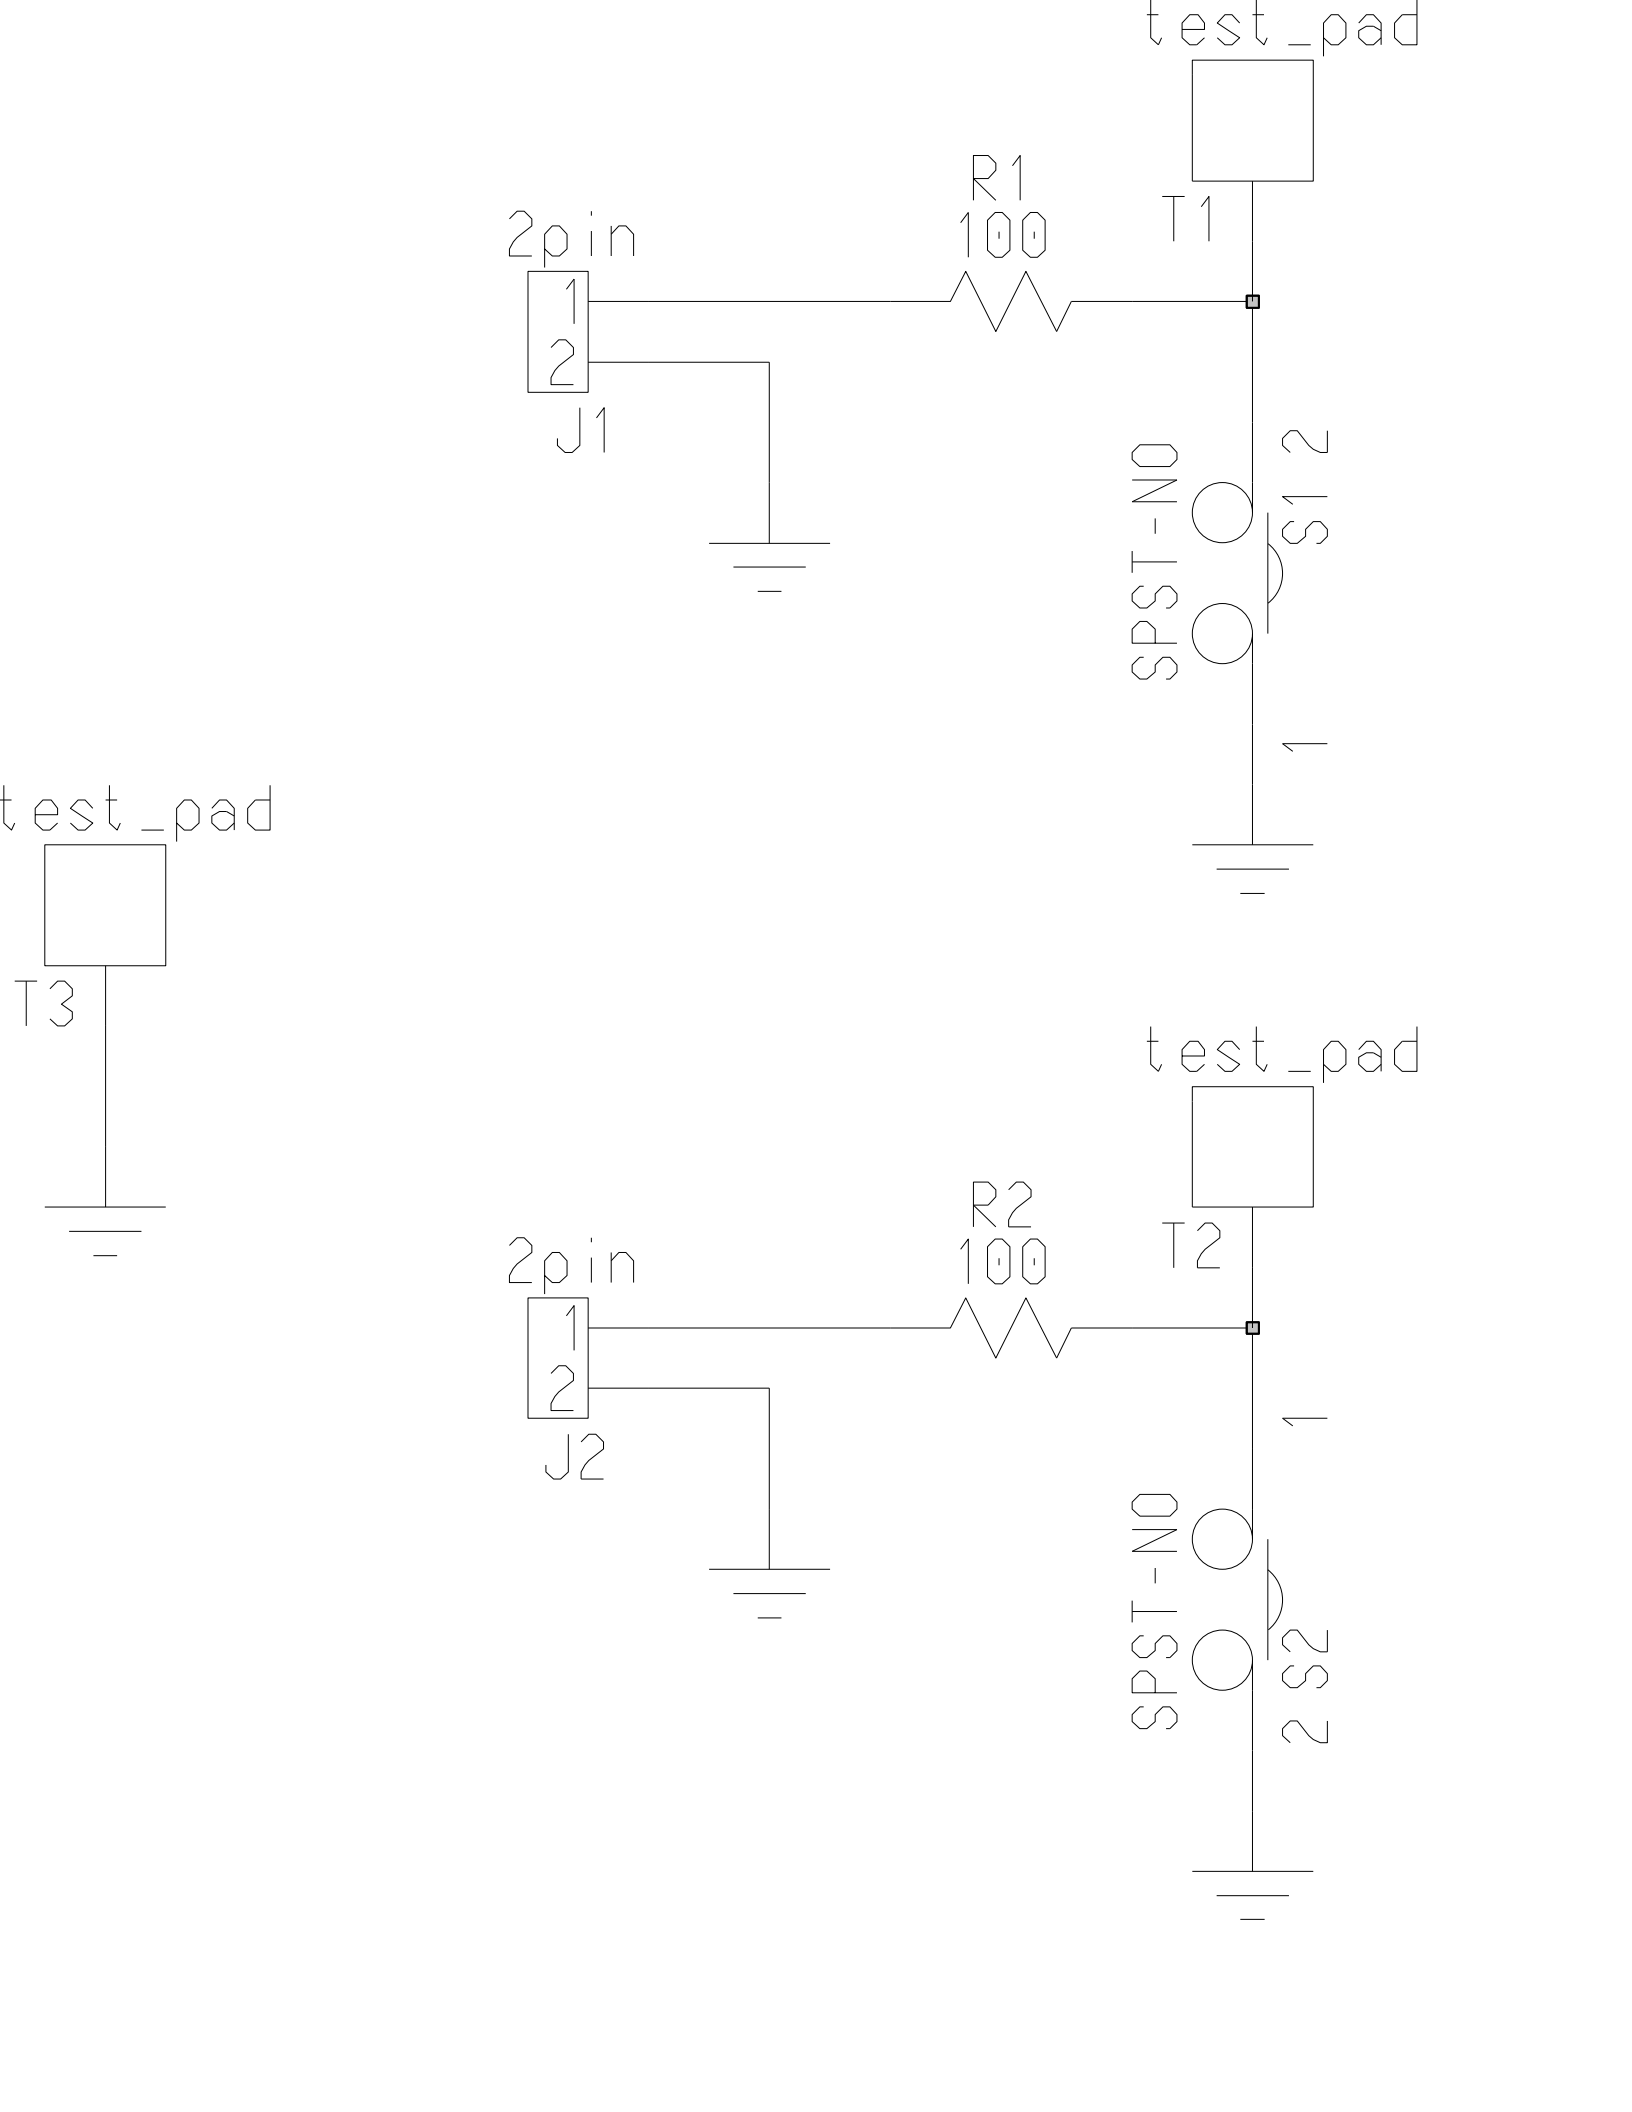 test_pad
T1
R1
100
2pin
1
2
J1
SPST-NO
S1 2
1
test_pad
T3
test_pad
T2
R2
100
2pin
1
2
J2
1
SPST-NO
2 S2